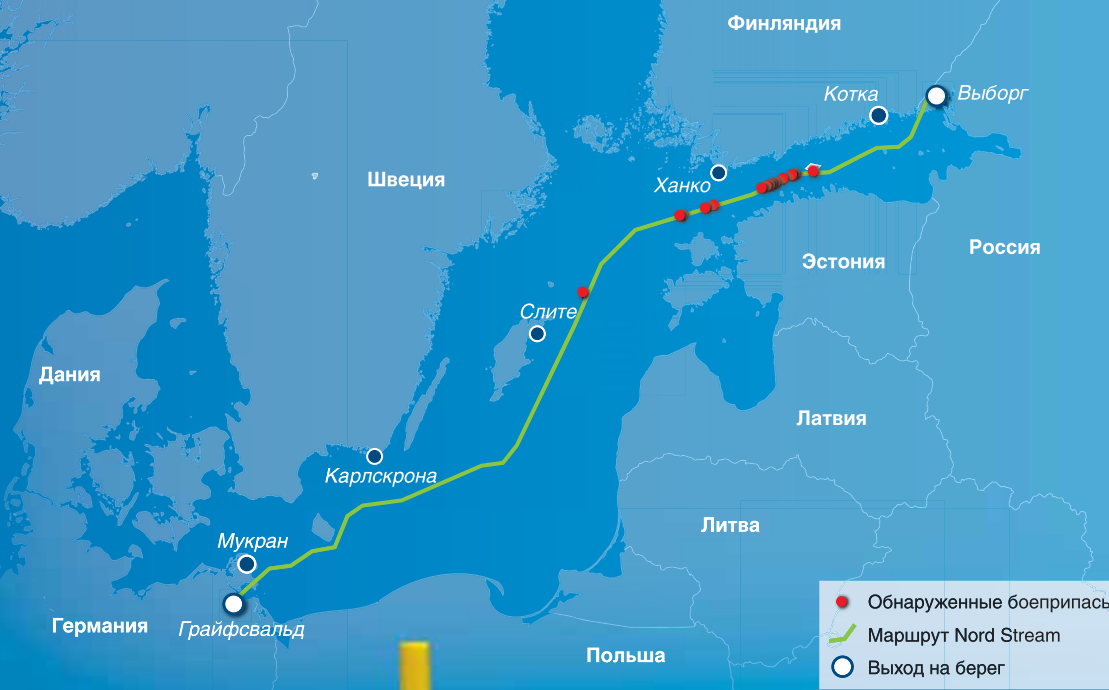 Финляндия
Котка
Выборг
Швеция
Ханко
Россия
Эстония
Слите
Дания
Латвия
Карлскрона
Литва
Мукран
Германия
Грайфсвальд
Польша
Обнаруженные боеприпасы
Маршрут Nord Stream
Выход на берег